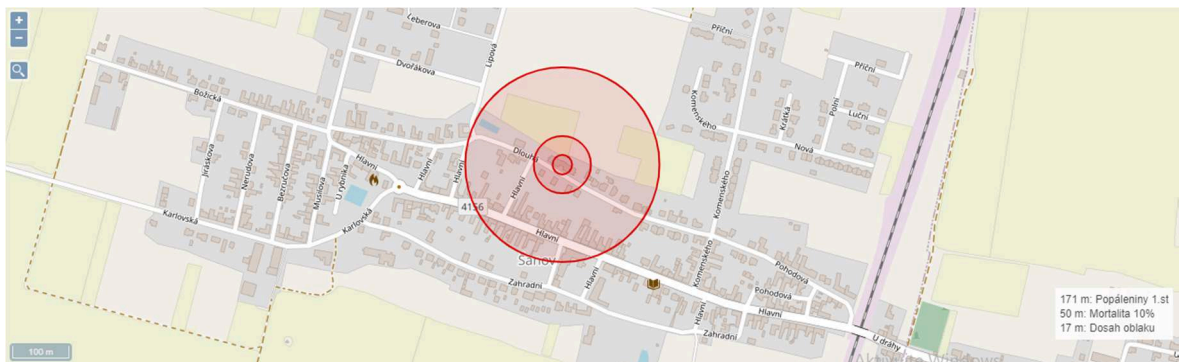 Leberova
Lipová
Příční
Dvořákova
Příční
Božická
Komenského
Polní
Krátká
Luční
Nová
Jiráskova
Nerudova
Bezručova
Musilova
U rybníka
Hlavní
Hlavní
Hlavní
Dlouhá
Hlavní
Komenského
Karlovská
Karlovská
4156
Hlavní
Šanov
Zahradní
Hlavní
Komenského
Pohodová
Pohodová
Hlavní
Hlavní
Zahradní
U dráhy
171 m: Popáleniny 1.st
50 m: Mortalita 10%
17 m: Dosah oblaku
100 m